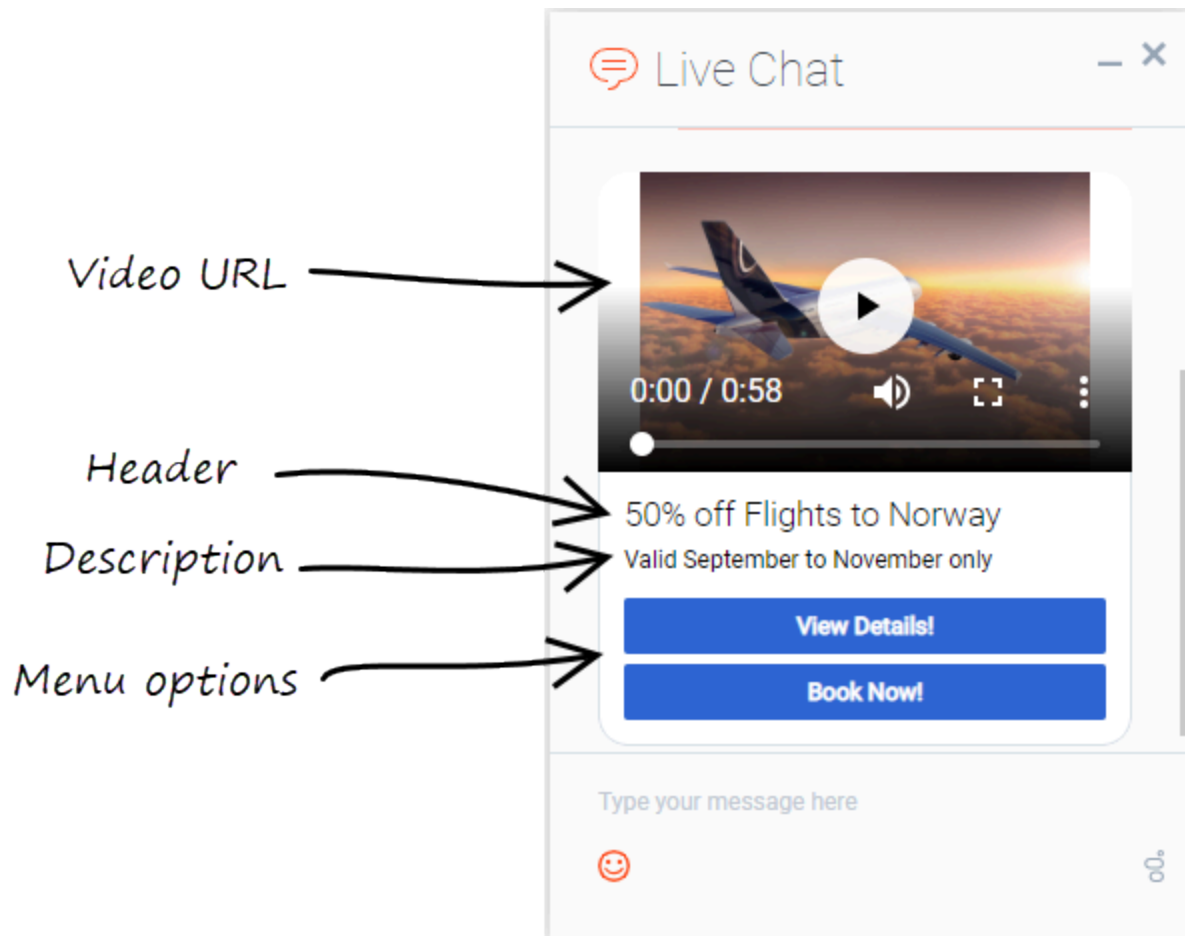 Live Chat
Video URL
0:00 / 0:58
Header
50% off Flights to Norway
Description
Valid September to November only
View Details!
Menu options
Book Now!
Type your message here